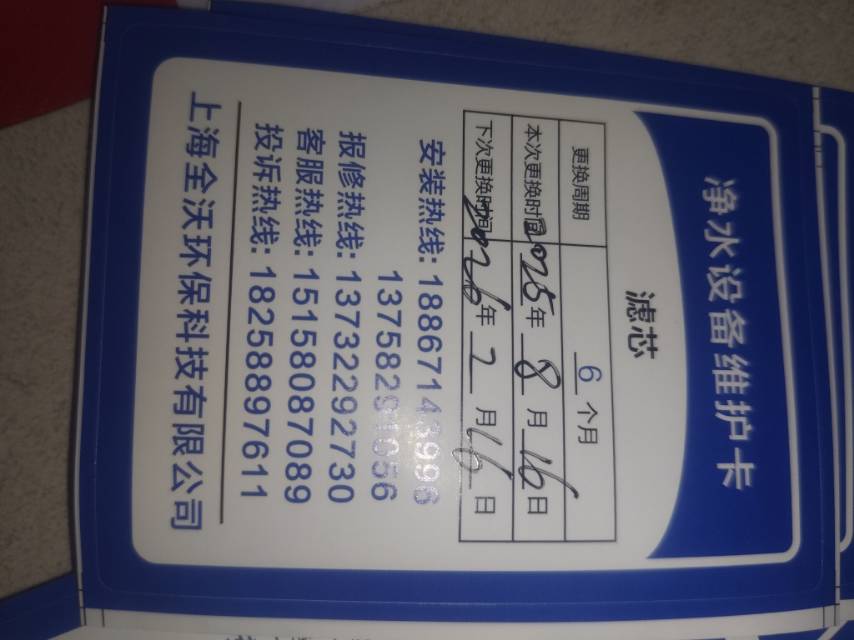 净水设备维护卡
滤芯
更换周期 6 个月
本次更换时间 2025 年 8 月 16 日
下次更换时间 2026 年 2 月 16 日
安装热线: 18867143996
13758291056
报修热线: 13732292730
客服热线: 15158087089
投诉热线: 18258897611
上海全沃环保科技有限公司